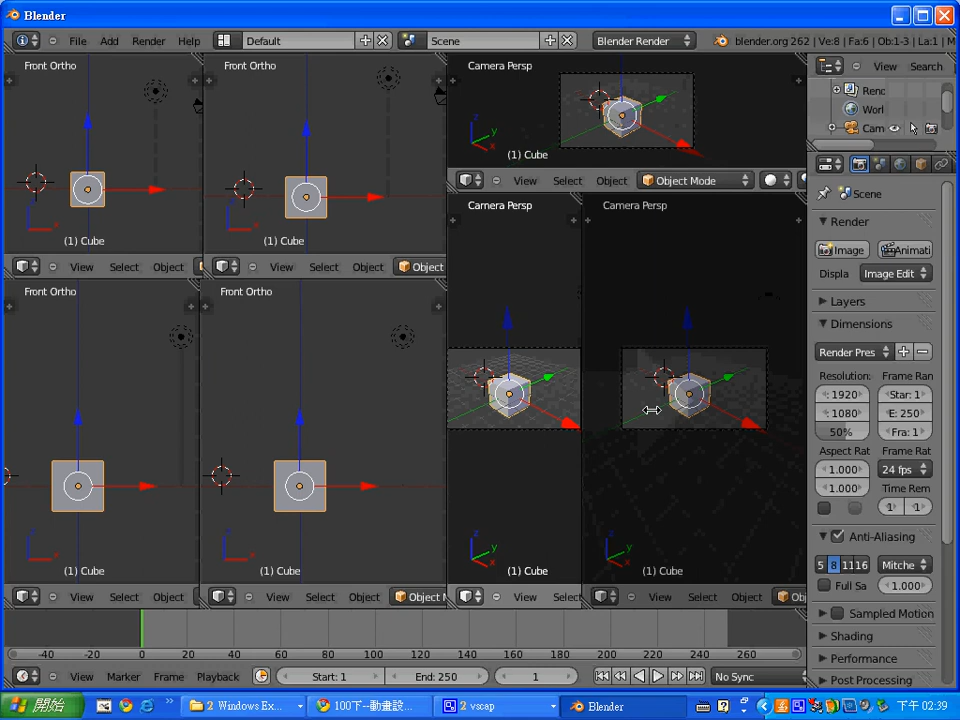 Blender
File Add Render Help Default Scene Blender Render blender.org 262 | Ve:8 | Fa:6 | Ob:1-3 | La:1 | M
Front Ortho
(1) Cube
View Select Object
Front Ortho
(1) Cube
View Select Object Object
Front Ortho
(1) Cube
View Select Object
Front Ortho
(1) Cube
View Select Object Object M
Camera Persp
z y x
(1) Cube
View Select Object Object Mode
Camera Persp
(1) Cube
View Select
Camera Persp
(1) Cube
View Select Object Ob
View Search
Renc
Worl
Cam
Scene
Render
Image Animati
Displa Image Edit
Layers
Dimensions
Render Pres
Resolution: Frame Ran
: 1920 Star: 1
: 1080 E: 250
50% Fra: 1
Aspect Rat Frame Rat
1.000 24 fps
1.000 Time Rem
1 1
Anti-Aliasing
5 8 11 16 Mitche
Full Sa 1.000
Sampled Motion
Shading
Performance
Post Processing
-40 -20 0 20 40 60 80 100 120 140 160 180 200 220 240 260
View Marker Frame Playback Start: 1 End: 250 1 No Sync
開始 2 Windows Ex... 100下--動畫設... 2 vscap Blender 下午 02:39